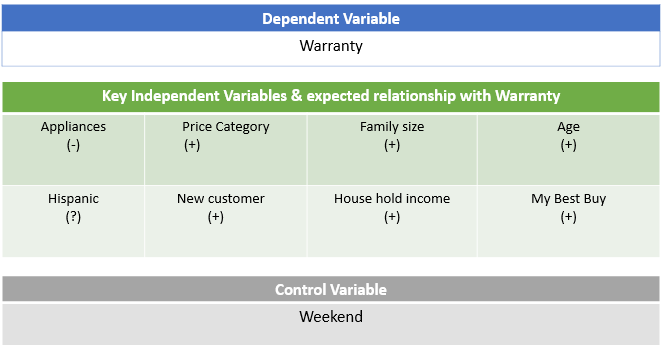 Dependent Variable
Warranty
Key Independent Variables & expected relationship with Warranty
Appliances
(-)
Price Category
(+)
Family size
(+)
Age
(+)
Hispanic
(?)
New customer
(+)
House hold income
(+)
My Best Buy
(+)
Control Variable
Weekend